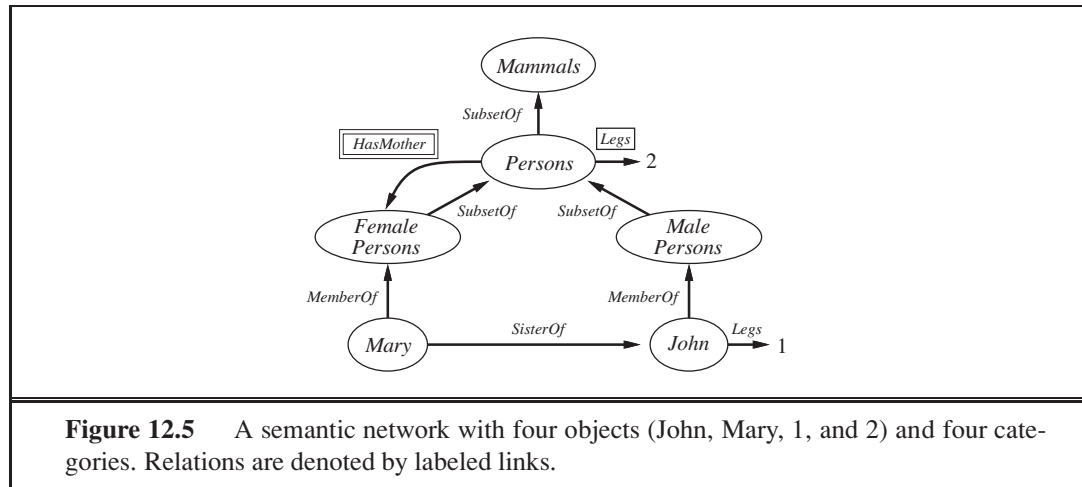 Mammals
SubsetOf
HasMother
Legs
Persons
2
SubsetOf
SubsetOf
Female
Persons
Male
Persons
MemberOf
MemberOf
Mary
SisterOf
John
Legs
1
Figure 12.5 A semantic network with four objects (John, Mary, 1, and 2) and four cate-
gories. Relations are denoted by labeled links.